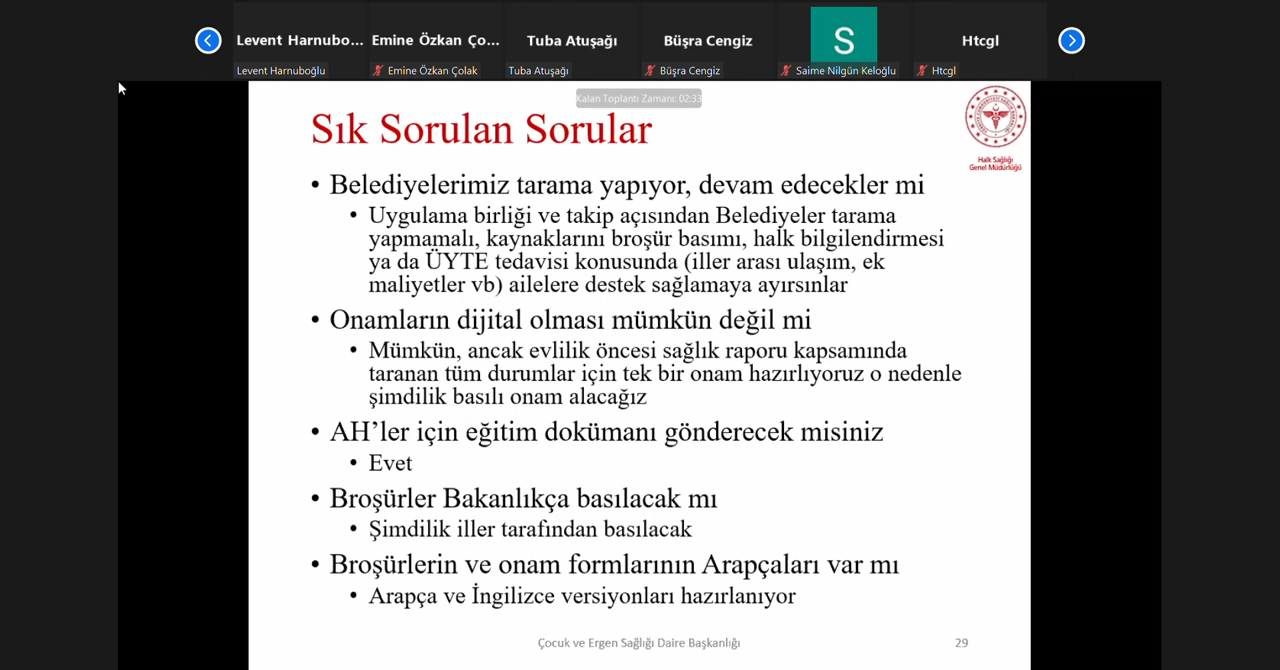 Levent Harnubo...
Emine Özkan Ço...
Tuba Atuşağı
Büşra Cengiz
S
Htcgl
Levent Harnuboğlu
Emine Özkan Çolak
Tuba Atuşağı
Büşra Cengiz
Saime Nilgün Keloğlu
Htcgl
Kalan Toplantı Zamanı: 02:33
Sık Sorulan Sorular
Halk Sağlığı
Genel Müdürlüğü
• Belediyelerimiz tarama yapıyor, devam edecekler mi
• Uygulama birliği ve takip açısından Belediyeler tarama
yapmamalı, kaynaklarını broşür basımı, halk bilgilendirmesi
ya da ÜYTE tedavisi konusunda (iller arası ulaşım, ek
maliyetler vb) ailelere destek sağlamaya ayırsınlar
• Onamların dijital olması mümkün değil mi
• Mümkün, ancak evlilik öncesi sağlık raporu kapsamında
taranan tüm durumlar için tek bir onam hazırlıyoruz o nedenle
şimdilik basılı onam alacağız
• AH’ler için eğitim dokümanı gönderecek misiniz
• Evet
• Broşürler Bakanlıkça basılacak mı
• Şimdilik iller tarafından basılacak
• Broşürlerin ve onam formlarının Arapçaları var mı
• Arapça ve İngilizce versiyonları hazırlanıyor
Çocuk ve Ergen Sağlığı Daire Başkanlığı
29